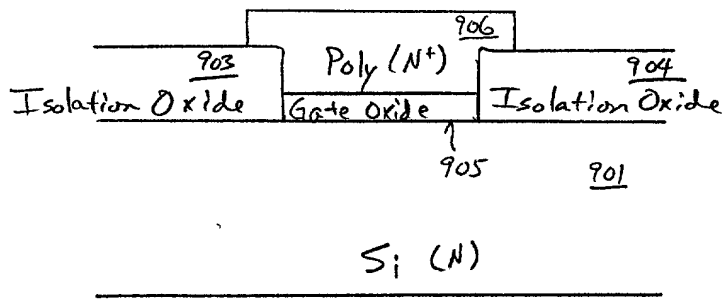 906
903
Poly (N+)
904
Isolation Oxide
Gate Oxide
Isolation Oxide
905
901
Si (N)